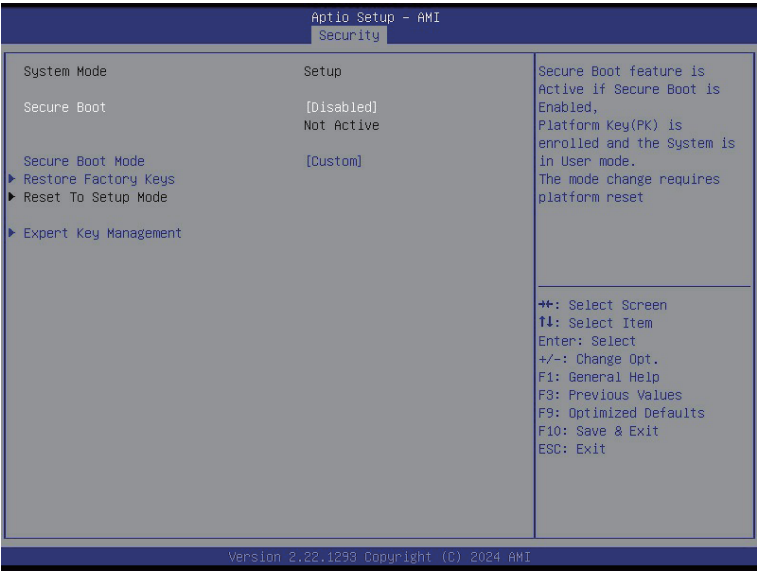 Aptio Setup – AMI
Security
System Mode Setup
Secure Boot [Disabled]
Not Active
Secure Boot Mode [Custom]
▶ Restore Factory Keys
▶ Reset To Setup Mode
▶ Expert Key Management
Secure Boot feature is
Active if Secure Boot is
Enabled,
Platform Key(PK) is
enrolled and the System is
in User mode.
The mode change requires
platform reset
→←: Select Screen
↑↓: Select Item
Enter: Select
+/-: Change Opt.
F1: General Help
F3: Previous Values
F9: Optimized Defaults
F10: Save & Exit
ESC: Exit
Version 2.22.1293 Copyright (C) 2024 AMI